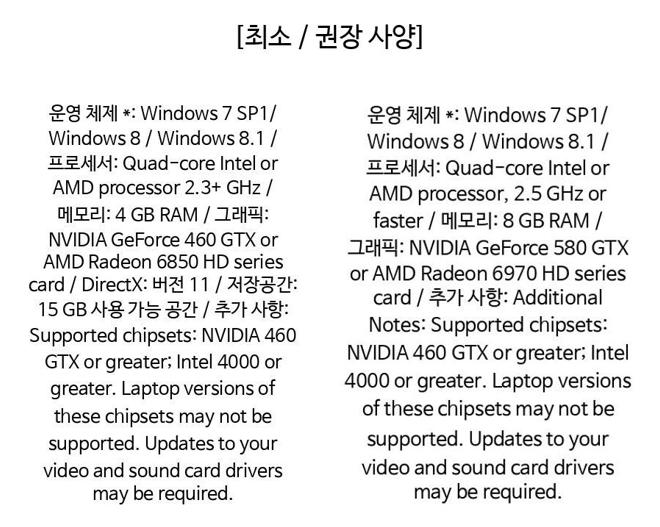 [최소 / 권장 사양]
운영 체제 *: Windows 7 SP1/
Windows 8 / Windows 8.1 /
프로세서: Quad-core Intel or
AMD processor 2.3+ GHz /
메모리: 4 GB RAM / 그래픽:
NVIDIA GeForce 460 GTX or
AMD Radeon 6850 HD series
card / DirectX: 버전 11 / 저장공간:
15 GB 사용 가능 공간 / 추가 사항:
Supported chipsets: NVIDIA 460
GTX or greater; Intel 4000 or
greater. Laptop versions of
these chipsets may not be
supported. Updates to your
video and sound card drivers
may be required.
운영 체제 *: Windows 7 SP1/
Windows 8 / Windows 8.1 /
프로세서: Quad-core Intel or
AMD processor, 2.5 GHz or
faster / 메모리: 8 GB RAM /
그래픽: NVIDIA GeForce 580 GTX
or AMD Radeon 6970 HD series
card / 추가 사항: Additional
Notes: Supported chipsets:
NVIDIA 460 GTX or greater; Intel
4000 or greater. Laptop versions
of these chipsets may not be
supported. Updates to your
video and sound card drivers
may be required.